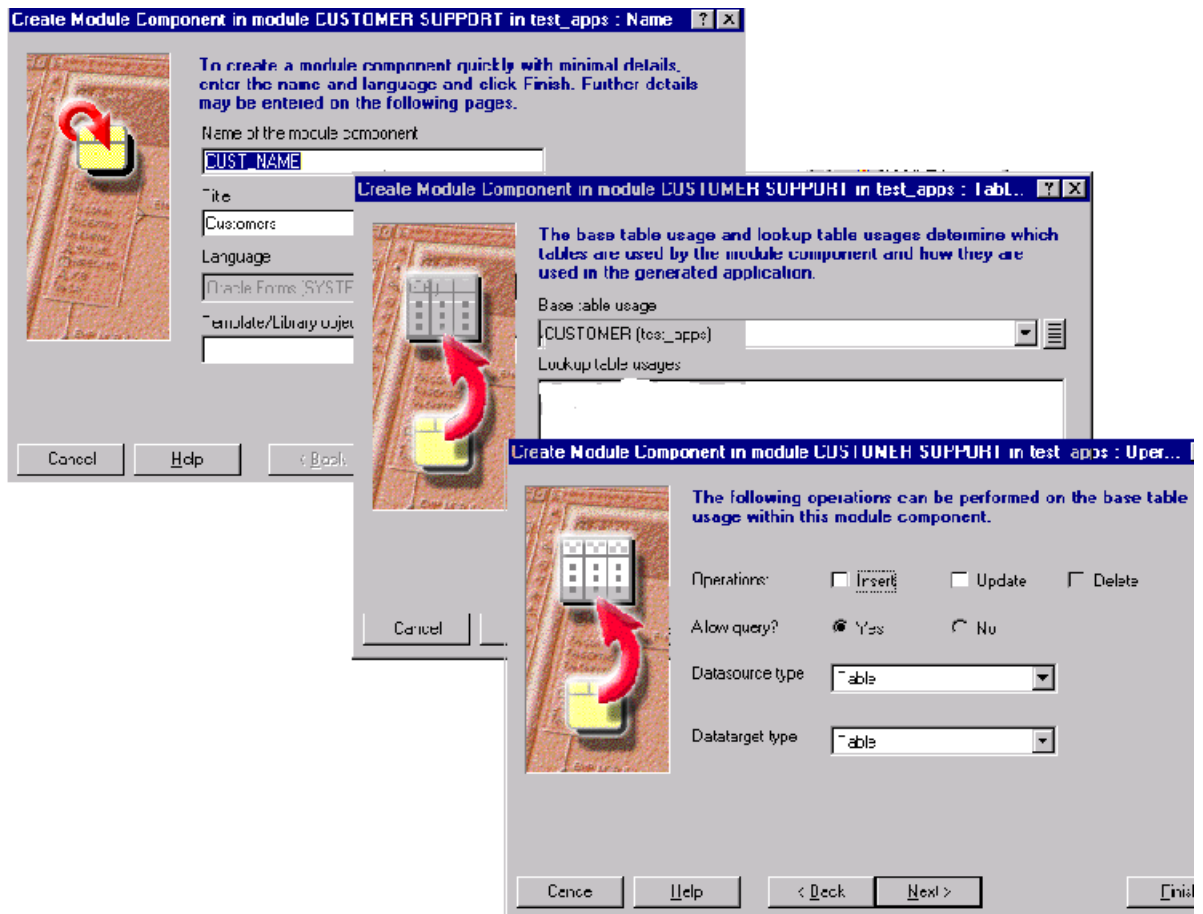 Create Module Component in module CUSTOMER SUPPORT in test_apps : Name
To create a module component quickly with minimal details,
enter the name and language and click Finish. Further details
may be entered on the following pages.
Name of the module component
CUST_NAME
Title
Customers
Language
Oracle Forms (SYSTE
Template/Library objec
Cancel
Help
< Back
Create Module Component in module CUSTOMER SUPPORT in test_apps : Tabl...
The base table usage and lookup table usages determine which
tables are used by the module component and how they are
used in the generated application.
Base table usage
CUSTOMER (test_apps)
Lookup table usages
Cancel
Create Module Component in module CUSTOMER SUPPORT in test_apps : Oper...
The following operations can be performed on the base table
usage within this module component.
Operations: Insert Update Delete
Allow query? Yes No
Datasource type Table
Datatarget type Table
Cancel Help < Back Next > Finish